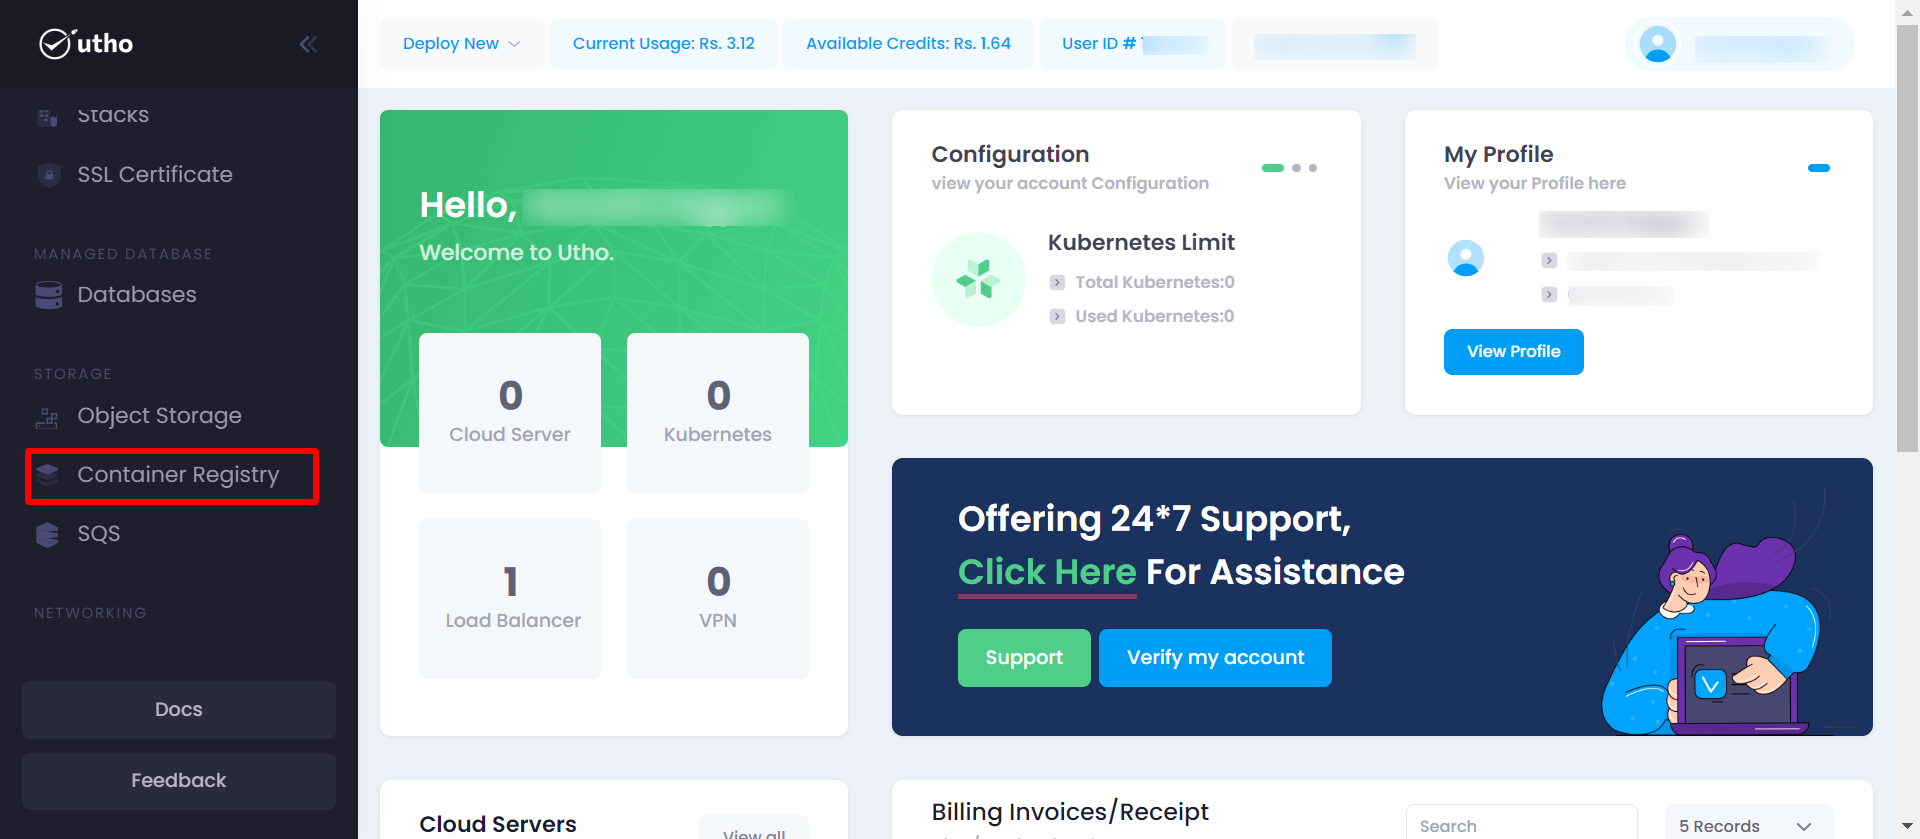 utho
Stacks
SSL Certificate
MANAGED DATABASE
Databases
STORAGE
Object Storage
Container Registry
SQS
NETWORKING
Docs
Feedback
Deploy New
Current Usage: Rs. 3.12
Available Credits: Rs. 1.64
User ID #
Hello,
Welcome to Utho.
0
Cloud Server
0
Kubernetes
1
Load Balancer
0
VPN
Configuration
view your account Configuration
Kubernetes Limit
Total Kubernetes:0
Used Kubernetes:0
My Profile
View your Profile here
View Profile
Offering 24*7 Support,
Click Here For Assistance
Support
Verify my account
Cloud Servers
View all
Billing Invoices/Receipt
Search
5 Records